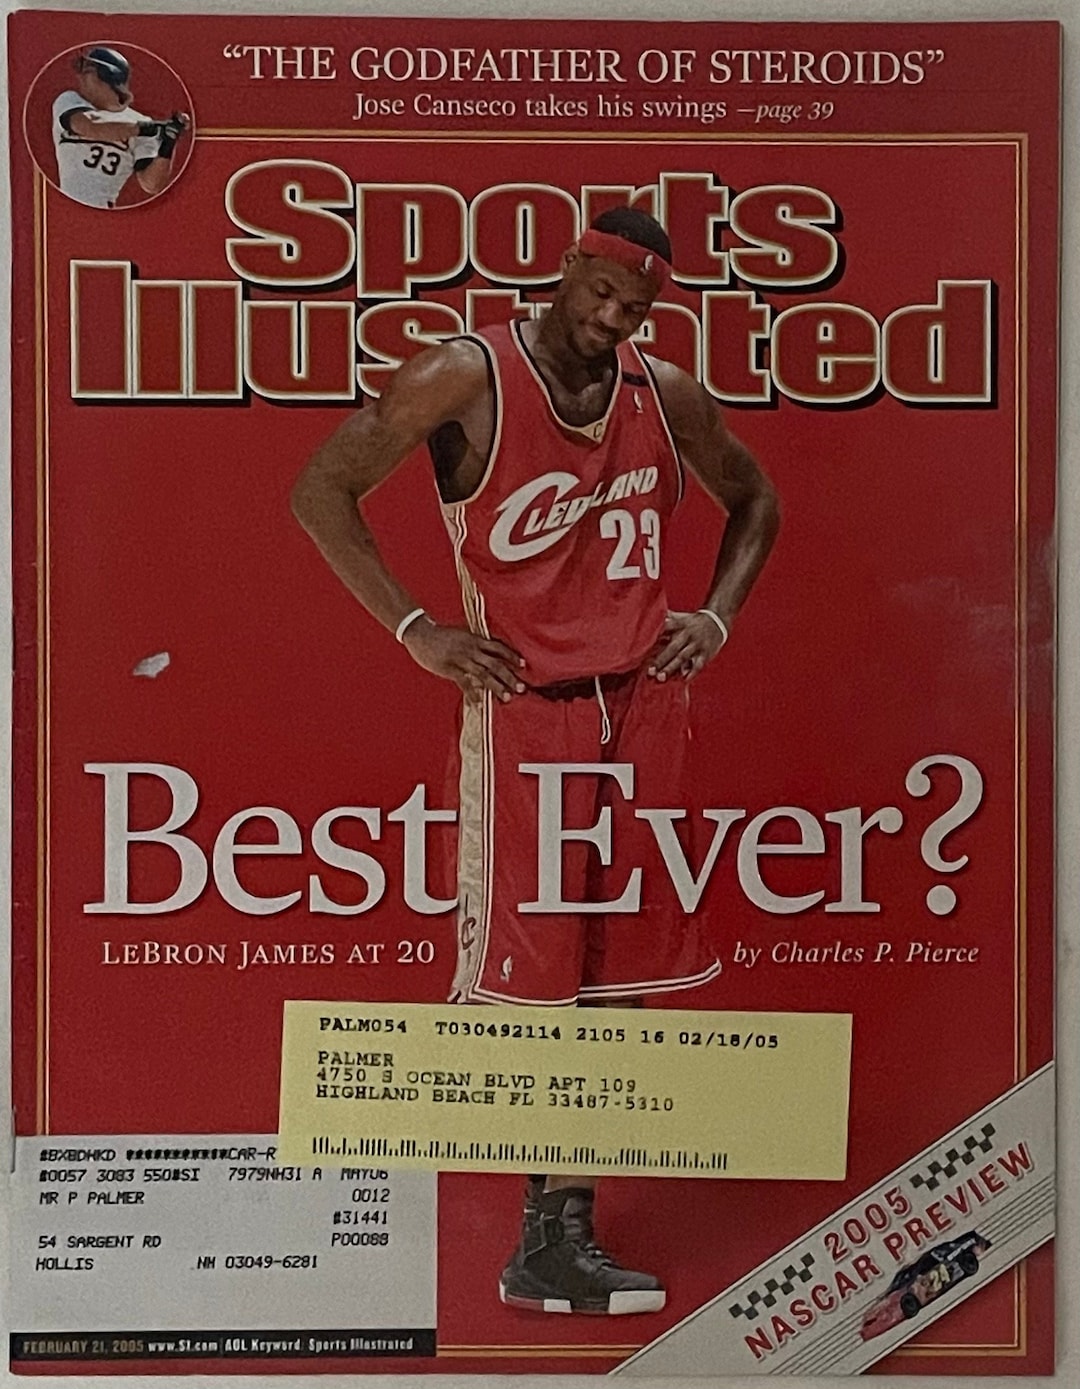 “THE GODFATHER OF STEROIDS”
Jose Canseco takes his swings —page 39
33
Sports
Illustrated
CLEVELAND
23
Best Ever?
LEBRON JAMES AT 20
by Charles P. Pierce
PALM054 T030492114 2105 16 02/18/05
PALMER
4750 S OCEAN BLVD APT 109
HIGHLAND BEACH FL 33487-5310
#BXBDHKD ***********CAR-R
#0057 3083 550#SI 7979NH31 A MAY06
MR P PALMER 0012
#31441
54 SARGENT RD P00088
HOLLIS NH 03049-6281
2005
NASCAR PREVIEW
24
FEBRUARY 21, 2005 www.SI.com AOL Keyword: Sports Illustrated